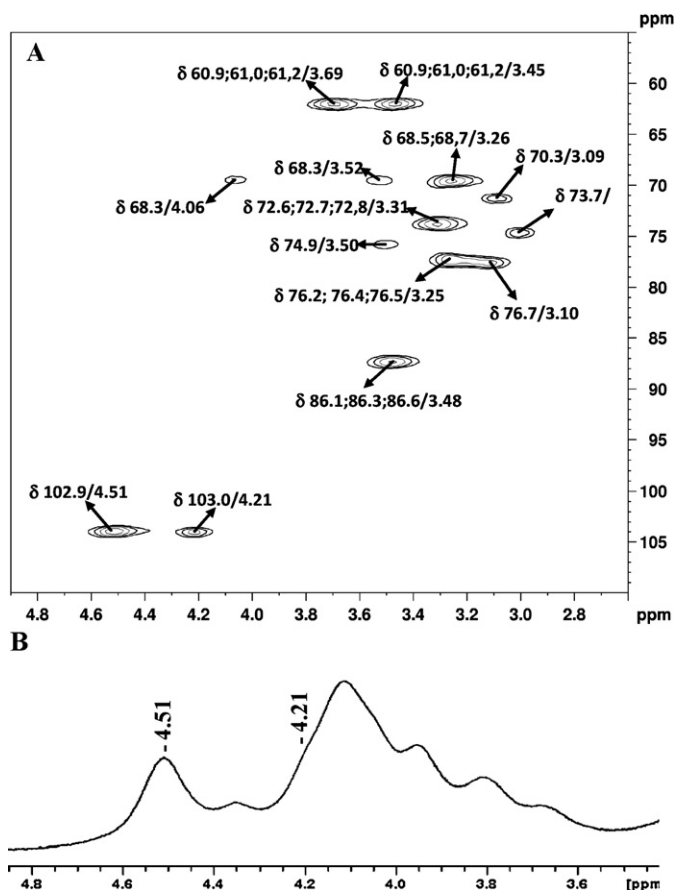 ppm
A
δ 60.9;61,0;61,2/3.69
δ 60.9;61,0;61,2/3.45
60
δ 68.5;68,7/3.26
65
δ 68.3/3.52
δ 70.3/3.09
70
δ 68.3/4.06
δ 72.6;72.7;72,8/3.31
δ 73.7/
δ 74.9/3.50
75
δ 76.2; 76.4;76.5/3.25
δ 76.7/3.10
80
85
δ 86.1;86.3;86.6/3.48
90
95
δ 102.9/4.51
δ 103.0/4.21
100
105
4.8 4.6 4.4 4.2 4.0 3.8 3.6 3.4 3.2 3.0 2.8 ppm
B
- 4.51
- 4.21
4.8 4.6 4.4 4.2 4.0 3.8 3.6 [ppm